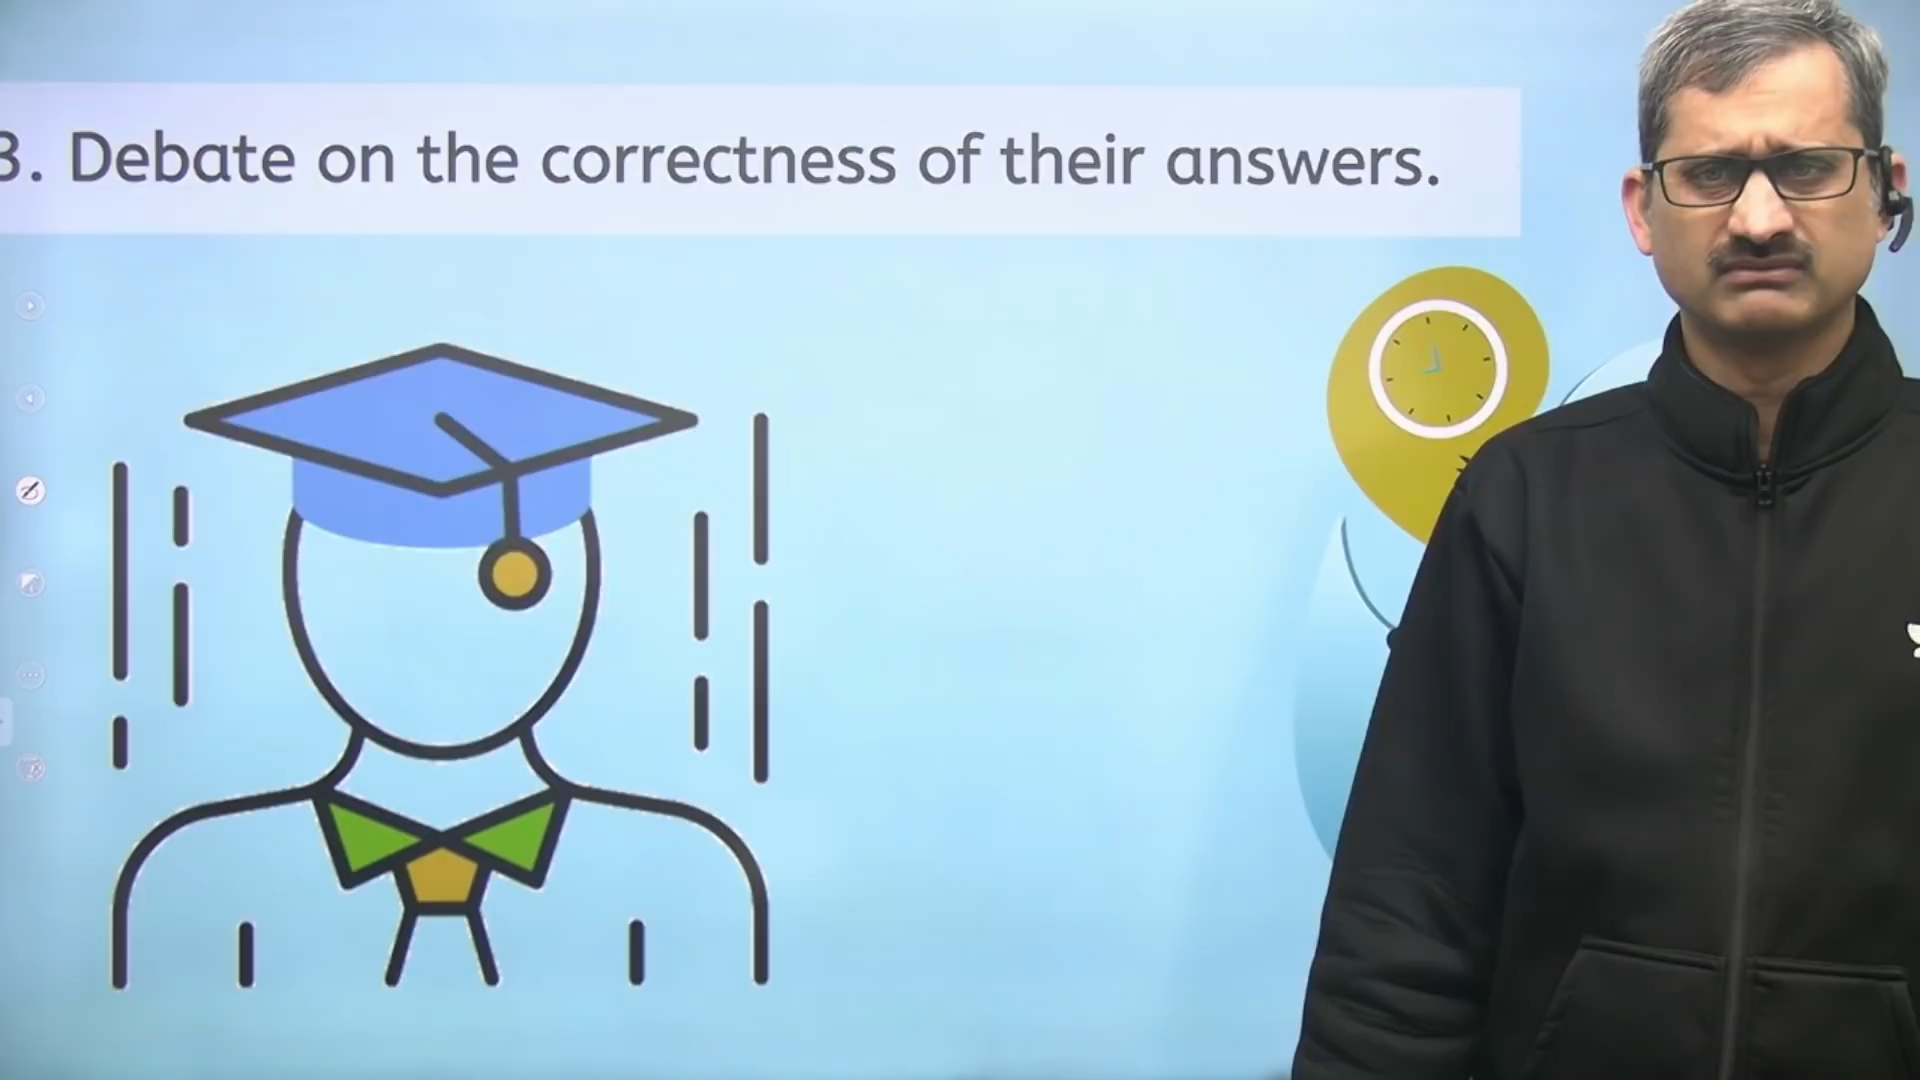 3. Debate on the correctness of their answers.